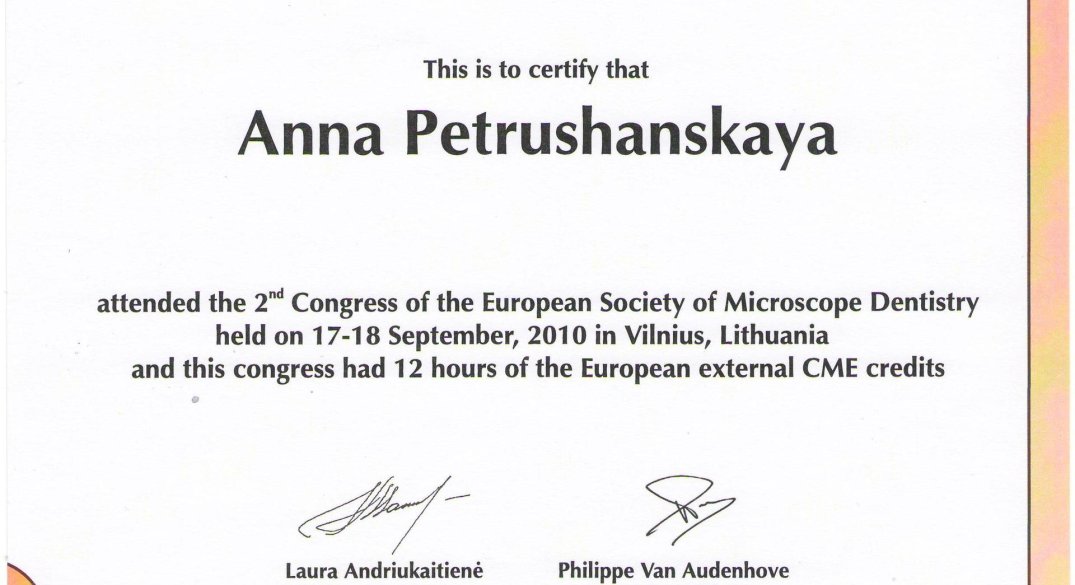 This is to certify that
Anna Petrushanskaya
attended the 2nd Congress of the European Society of Microscope Dentistry
held on 17-18 September, 2010 in Vilnius, Lithuania
and this congress had 12 hours of the European external CME credits
Laura Andriukaitienė Philippe Van Audenhove